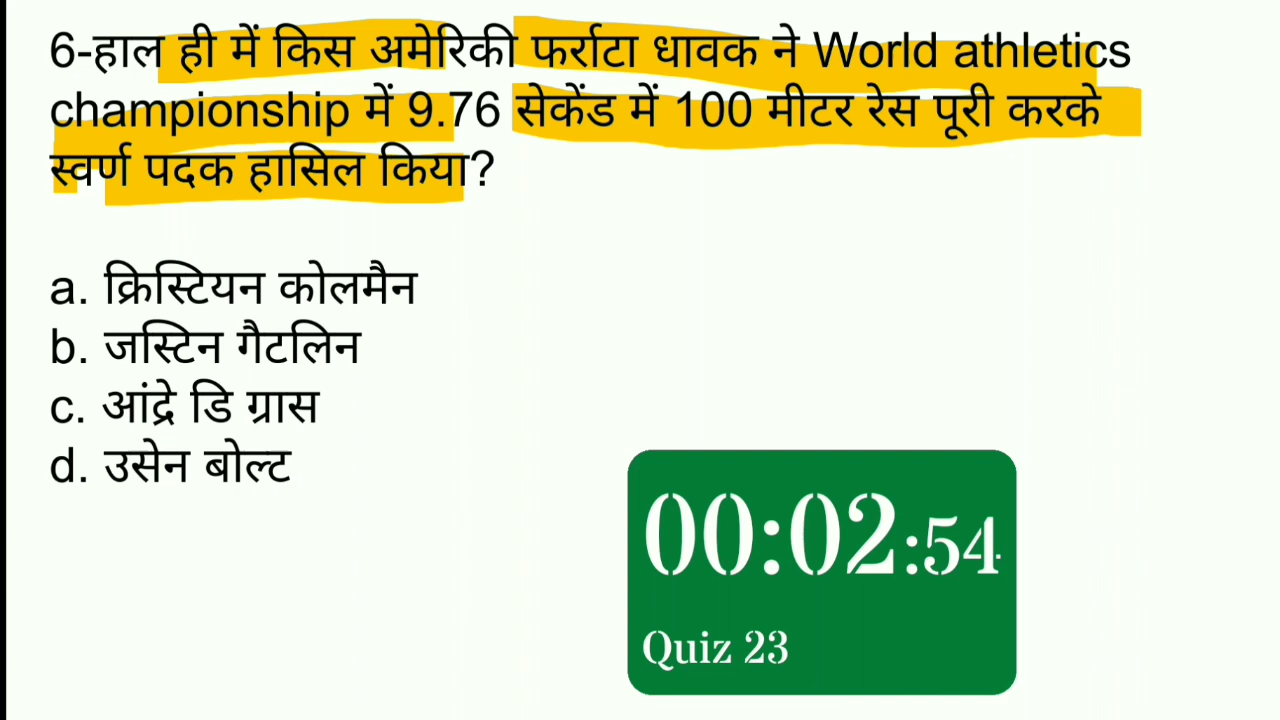 6-हाल ही में किस अमेरिकी फर्राटा धावक ने World athletics
championship में 9.76 सेकेंड में 100 मीटर रेस पूरी करके
स्वर्ण पदक हासिल किया?
a. क्रिस्टियन कोलमैन
b. जस्टिन गैटलिन
c. आंद्रे डि ग्रास
d. उसेन बोल्ट
00:02:54
Quiz 23